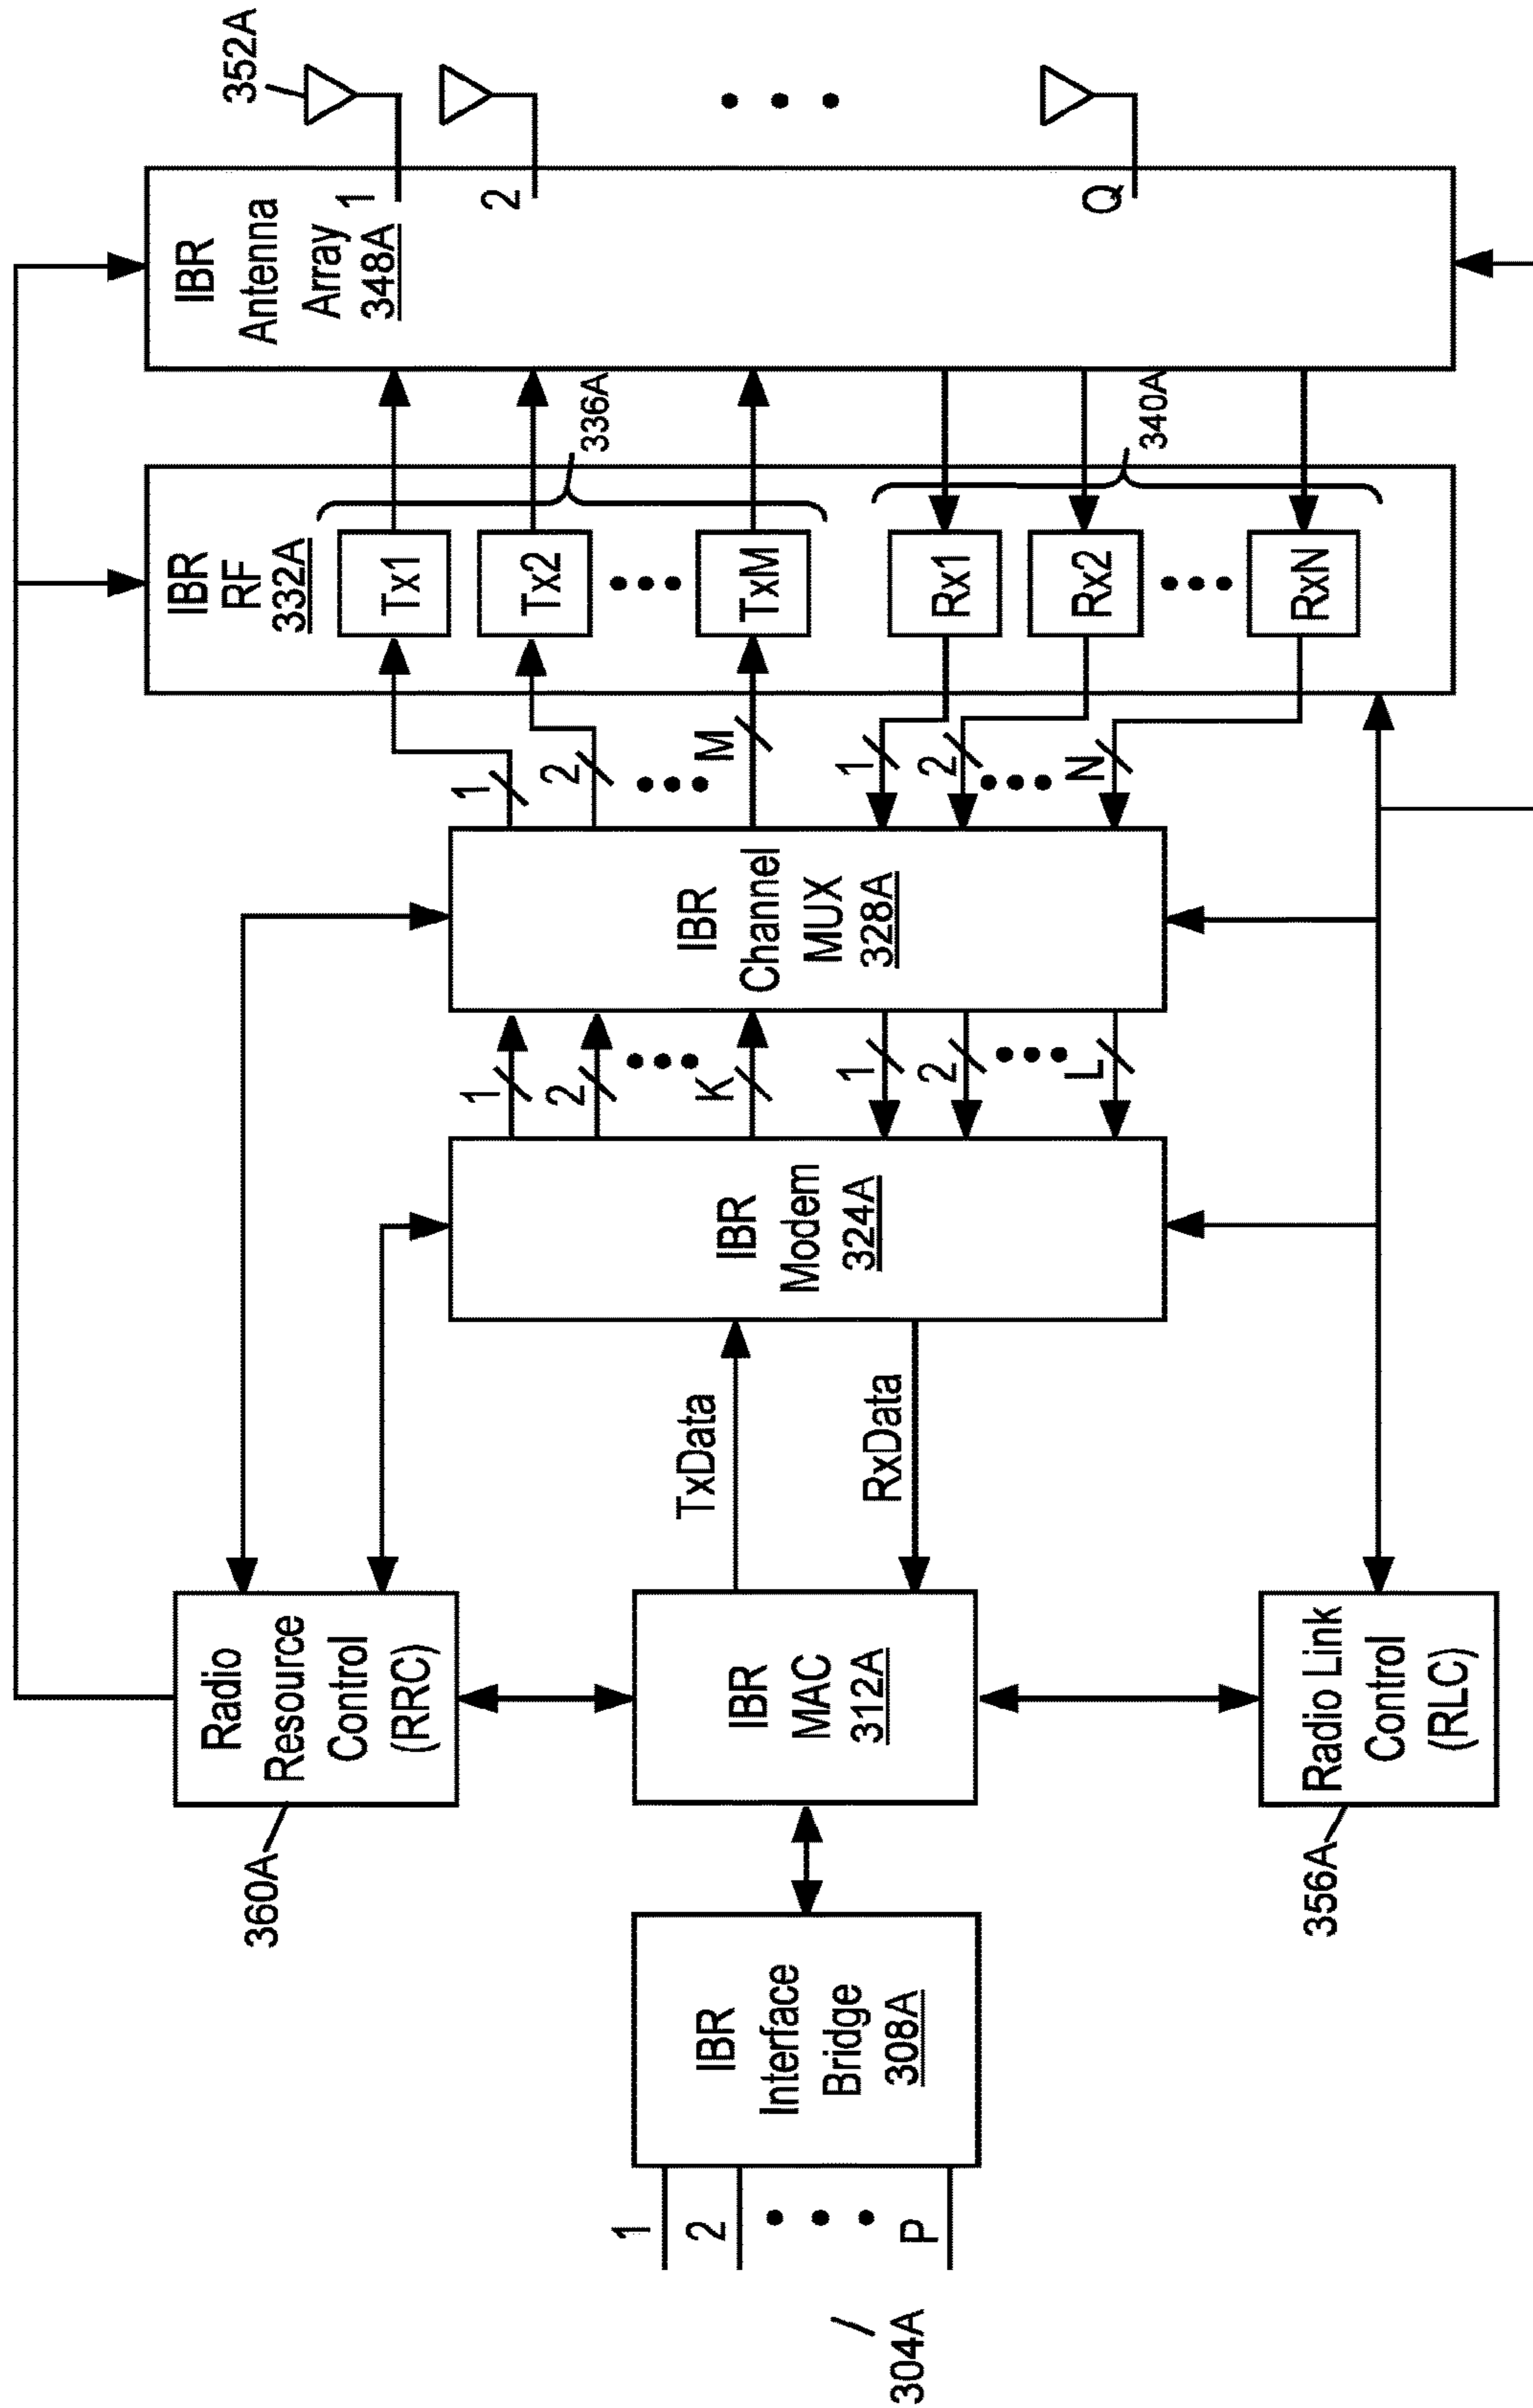 304A
1
2
P
IBR
Interface
Bridge
308A
360A
Radio
Resource
Control
(RRC)
IBR
MAC
312A
356A
Radio Link
Control
(RLC)
TxData
RxData
IBR
Modem
324A
1
2
K
1
2
L
IBR
Channel
MUX
328A
1
2
M
1
2
N
IBR
RF
332A
Tx1
Tx2
TxM
Rx1
Rx2
RxN
336A
340A
IBR
Antenna
Array
348A
1
2
Q
352A